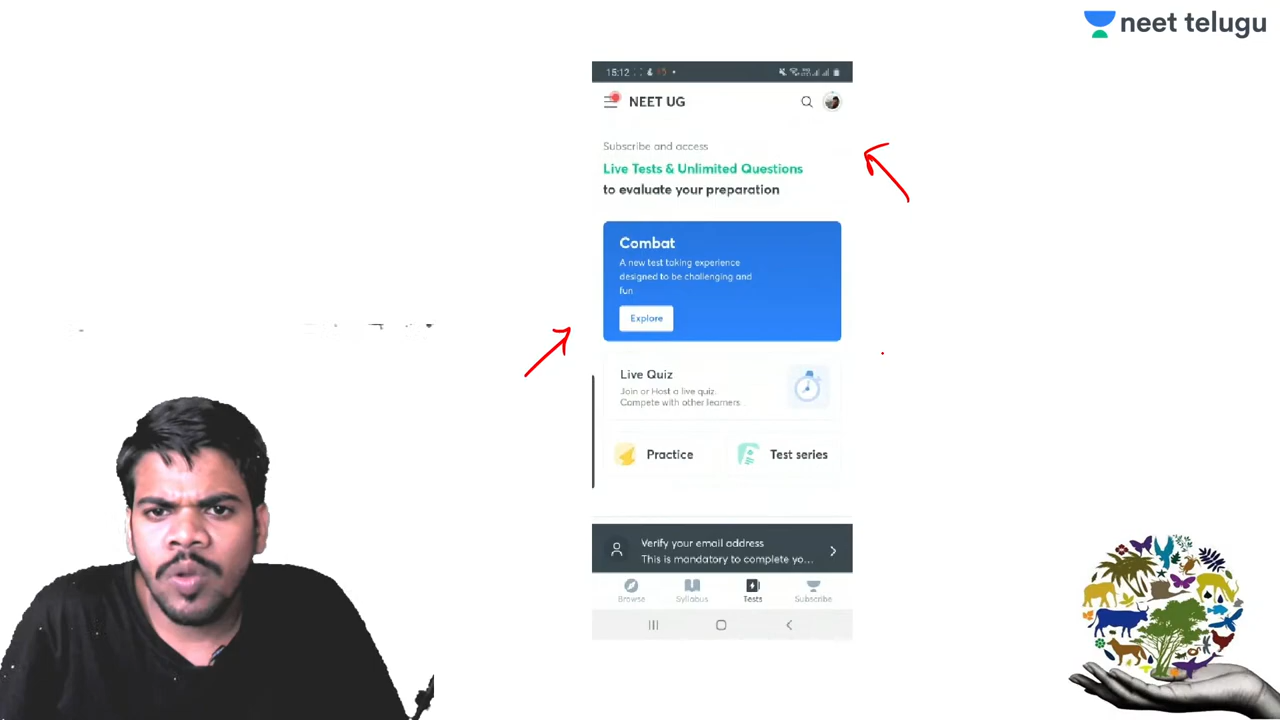 neet telugu
15:12
NEET UG
Subscribe and access
Live Tests & Unlimited Questions
to evaluate your preparation
Combat
A new test taking experience
designed to be challenging and
fun
Explore
Live Quiz
Join or Host a live quiz.
Compete with other learners
Practice
Test series
Verify your email address
This is mandatory to complete yo...
Browse
Syllabus
Tests
Subscribe